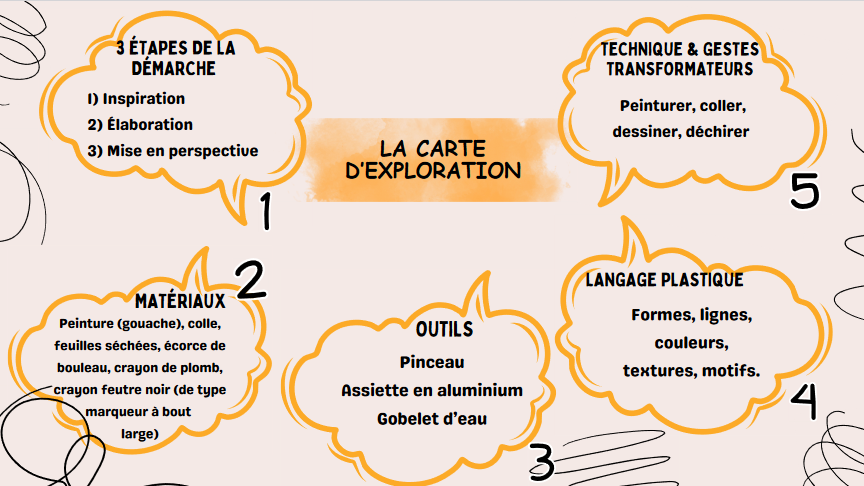 LA CARTE
D'EXPLORATION
3 ÉTAPES DE LA
DÉMARCHE
1) Inspiration
2) Élaboration
3) Mise en perspective
1
MATÉRIAUX
2
Peinture (gouache), colle,
feuilles séchées, écorce de
bouleau, crayon de plomb,
crayon feutre noir (de type
marqueur à bout
large)
OUTILS
Pinceau
Assiette en aluminium
Gobelet d'eau
3
LANGAGE PLASTIQUE
Formes, lignes,
couleurs,
textures, motifs.
4
TECHNIQUE & GESTES
TRANSFORMATEURS
Peinturer, coller,
dessiner, déchirer
5